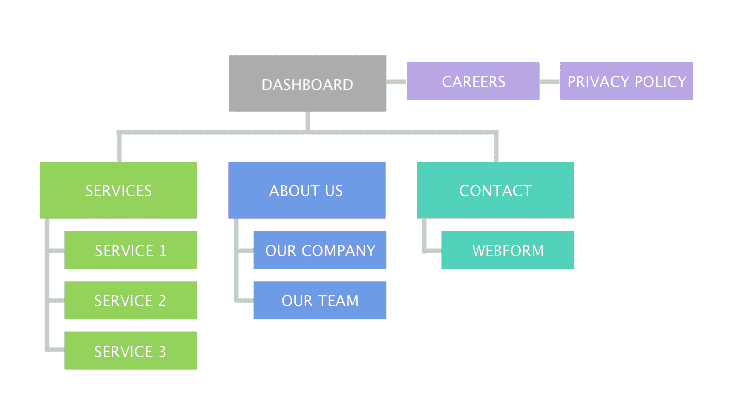 DASHBOARD
CAREERS
PRIVACY POLICY
SERVICES
ABOUT US
CONTACT
SERVICE 1
OUR COMPANY
WEBFORM
SERVICE 2
OUR TEAM
SERVICE 3